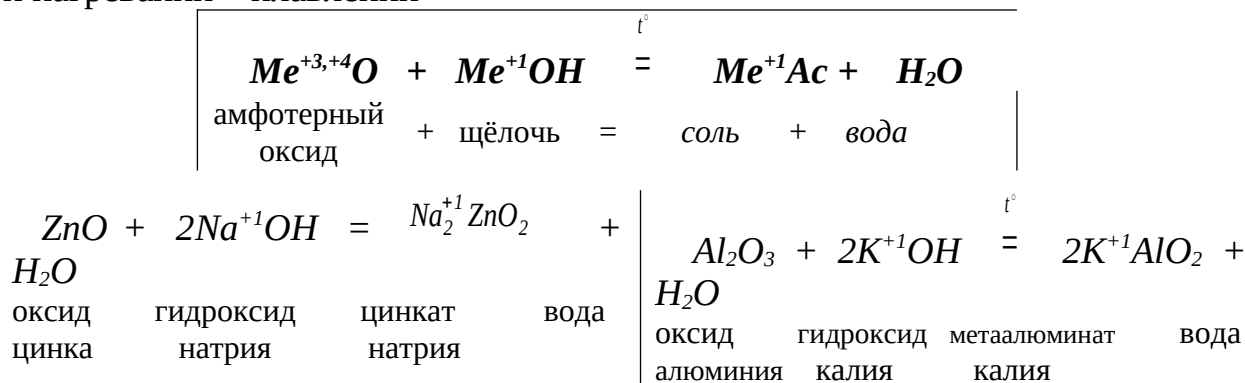 t°
Me⁺³,⁺⁴O + Me⁺¹OH = Me⁺¹Ac + H₂O
амфотерный оксид + щёлочь = соль + вода
ZnO + 2Na⁺¹OH = Na₂⁺¹ZnO₂ +
H₂O
оксид гидроксид цинкат вода
цинка натрия натрия
t°
Al₂O₃ + 2K⁺¹OH = 2K⁺¹AlO₂ +
H₂O
оксид гидроксид метаалюминат вода
алюминия калия калия